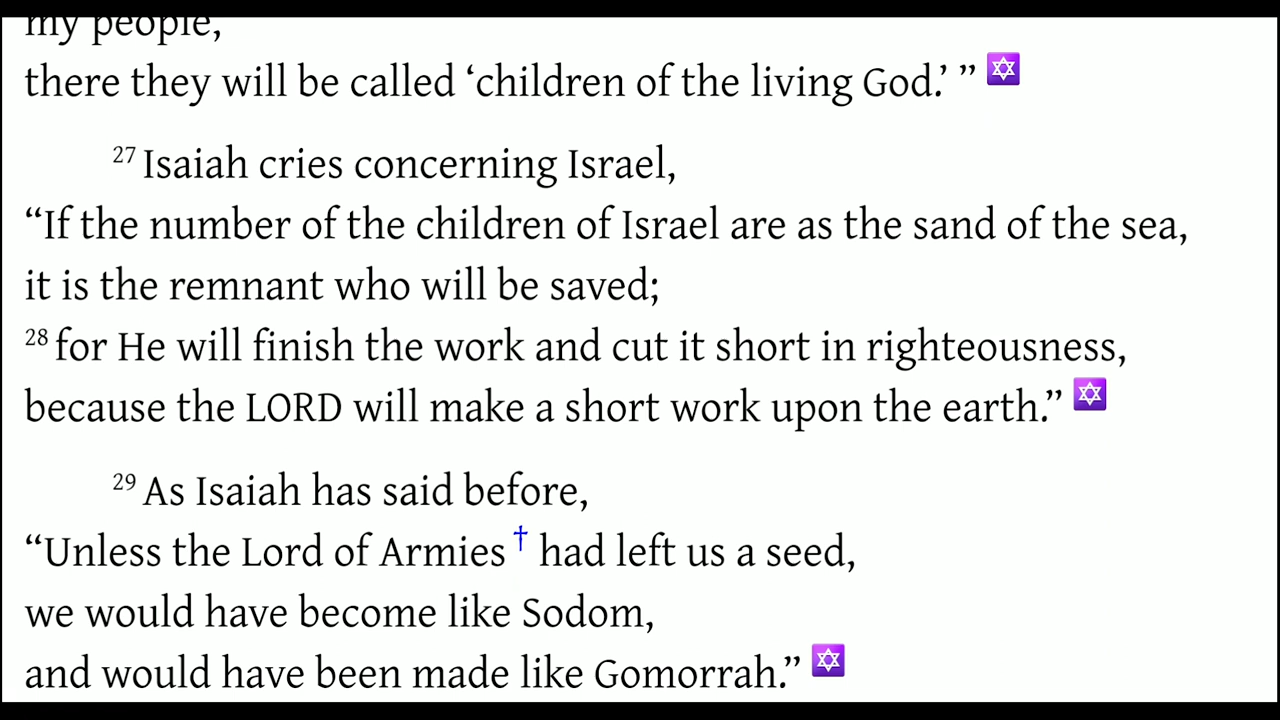 my people,
there they will be called ‘children of the living God.’ ” ✡
27 Isaiah cries concerning Israel,
“If the number of the children of Israel are as the sand of the sea,
it is the remnant who will be saved;
28 for He will finish the work and cut it short in righteousness,
because the LORD will make a short work upon the earth.” ✡
29 As Isaiah has said before,
“Unless the Lord of Armies † had left us a seed,
we would have become like Sodom,
and would have been made like Gomorrah.” ✡